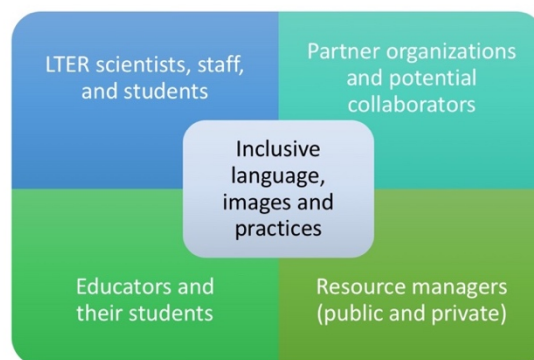 LTER scientists, staff,
and students
Partner organizations
and potential
collaborators
Inclusive
language,
images and
practices
Educators and
their students
Resource managers
(public and private)